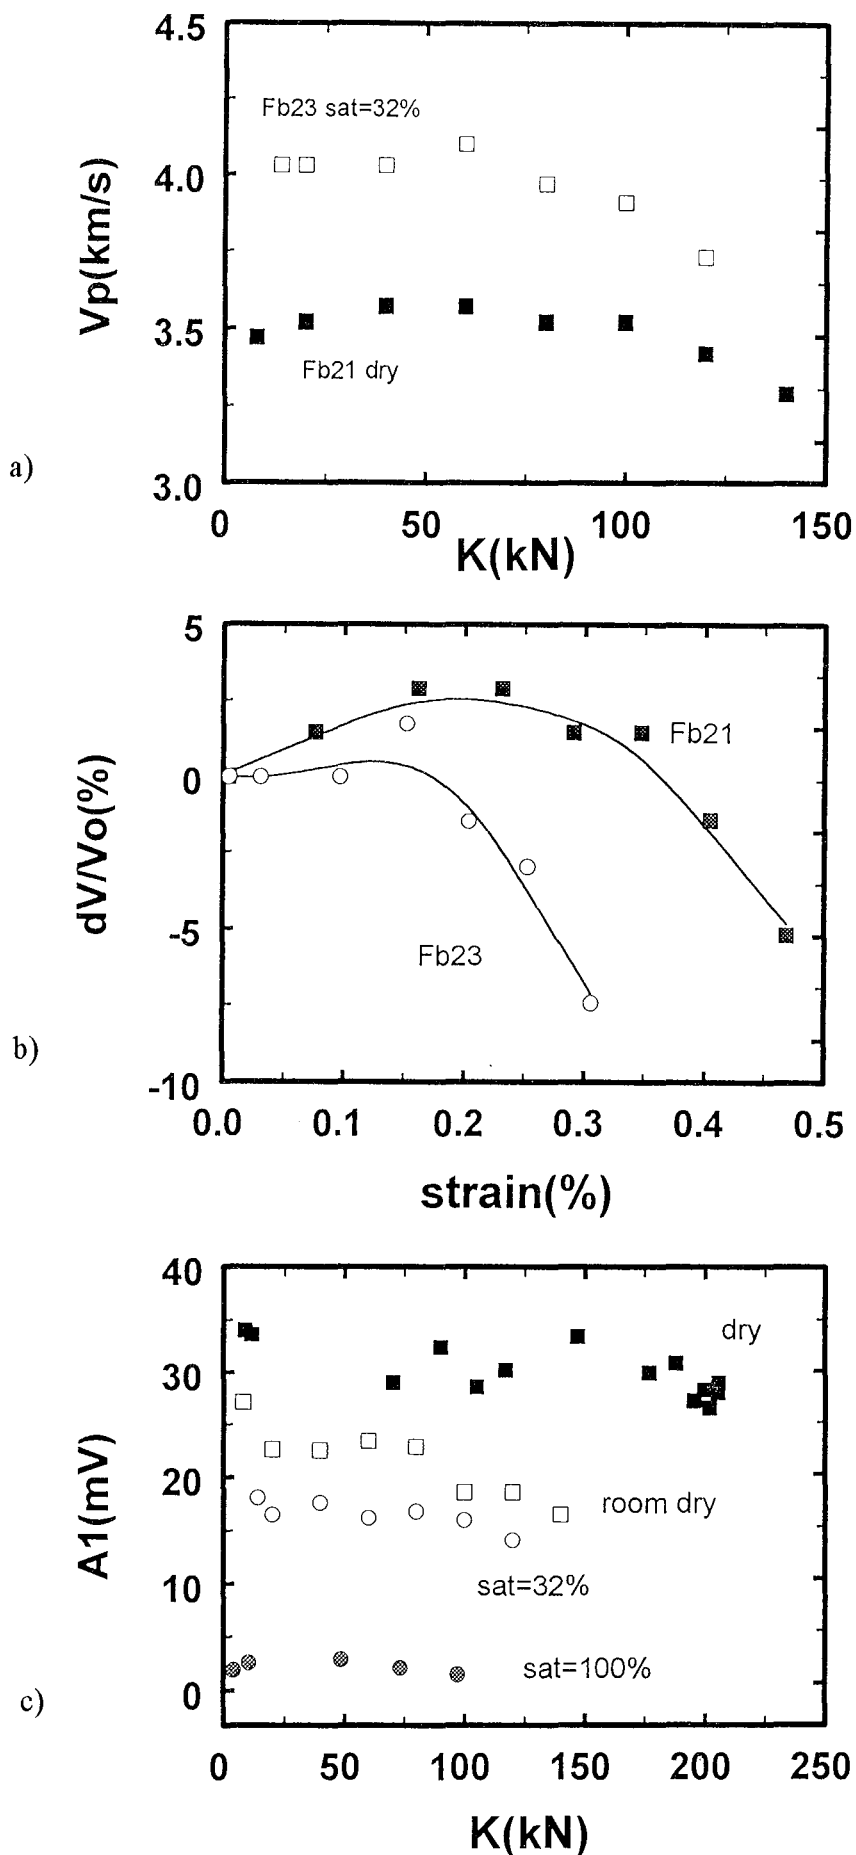 4.5
Fb23 sat=32%
4.0
Vp(km/s)
3.5
Fb21 dry
a)
3.0
0 50 100 150
K(kN)
5
Fb21
0
dV/Vo(%)
-5
Fb23
b)
-10
0.0 0.1 0.2 0.3 0.4 0.5
strain(%)
40
dry
30
A1(mV)
20
room dry
10
sat=32%
sat=100%
0
c)
0 50 100 150 200 250
K(kN)